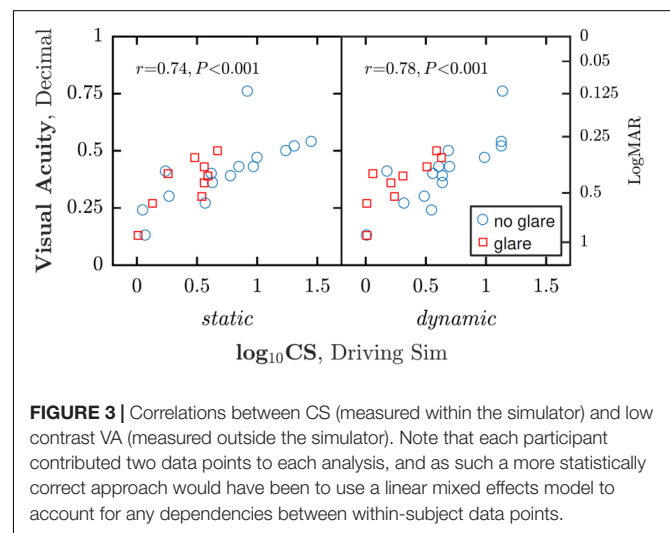 1
0.75
0.5
0.25
0
Visual Acuity, Decimal
r=0.74, P<0.001
r=0.78, P<0.001
0
0.05
0.125
0.25
0.5
1
LogMAR
no glare
glare
0 0.5 1 1.5 0 0.5 1 1.5
static dynamic
log₁₀CS, Driving Sim
FIGURE 3 | Correlations between CS (measured within the simulator) and low
contrast VA (measured outside the simulator). Note that each participant
contributed two data points to each analysis, and as such a more statistically
correct approach would have been to use a linear mixed effects model to
account for any dependencies between within-subject data points.